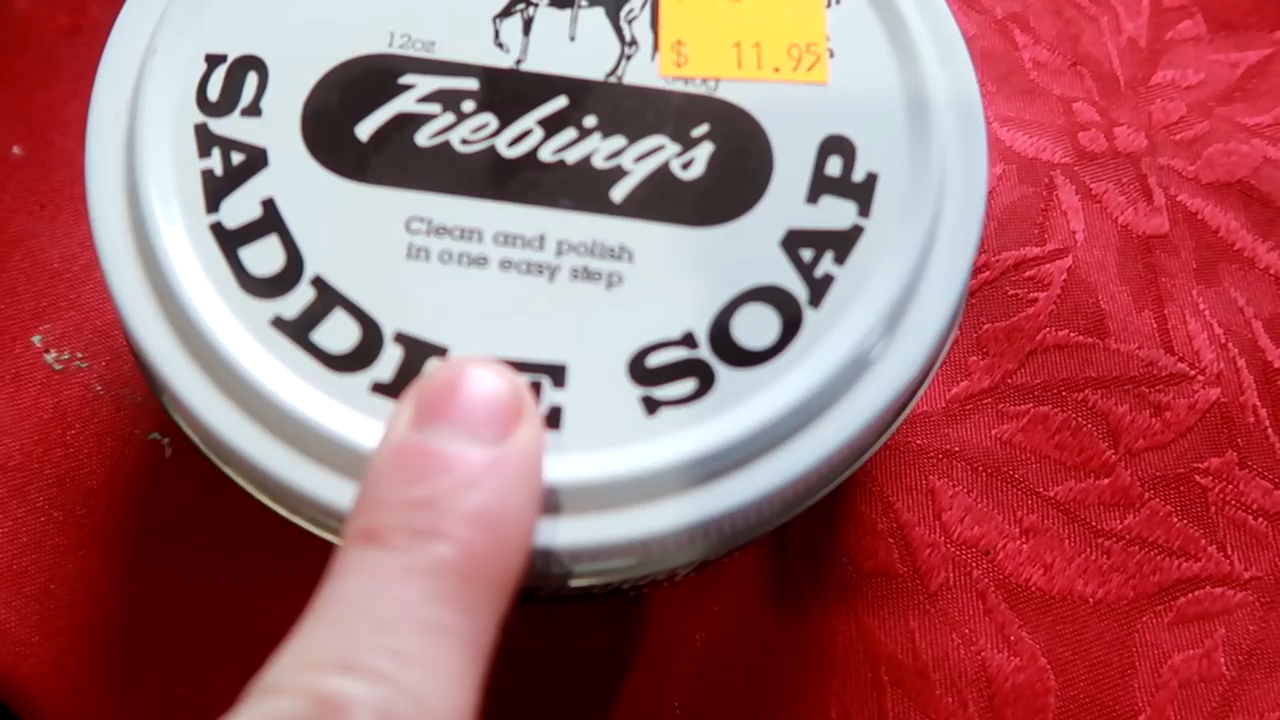 12oz
$ 11.95
Fiebing's
Clean and polish
in one easy step
SADDLE SOAP